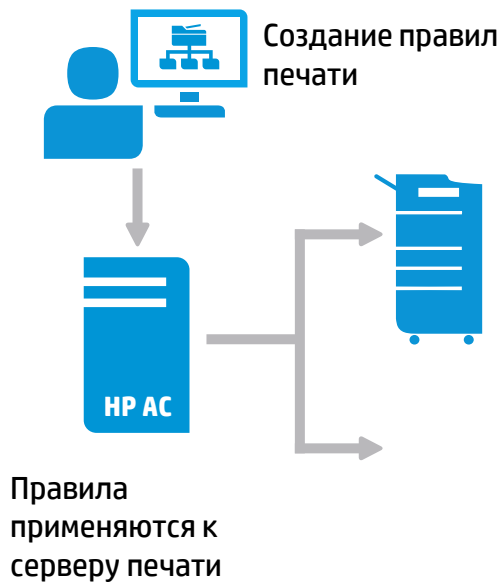 Создание правил
печати
HP AC
Правила
применяются к
серверу печати